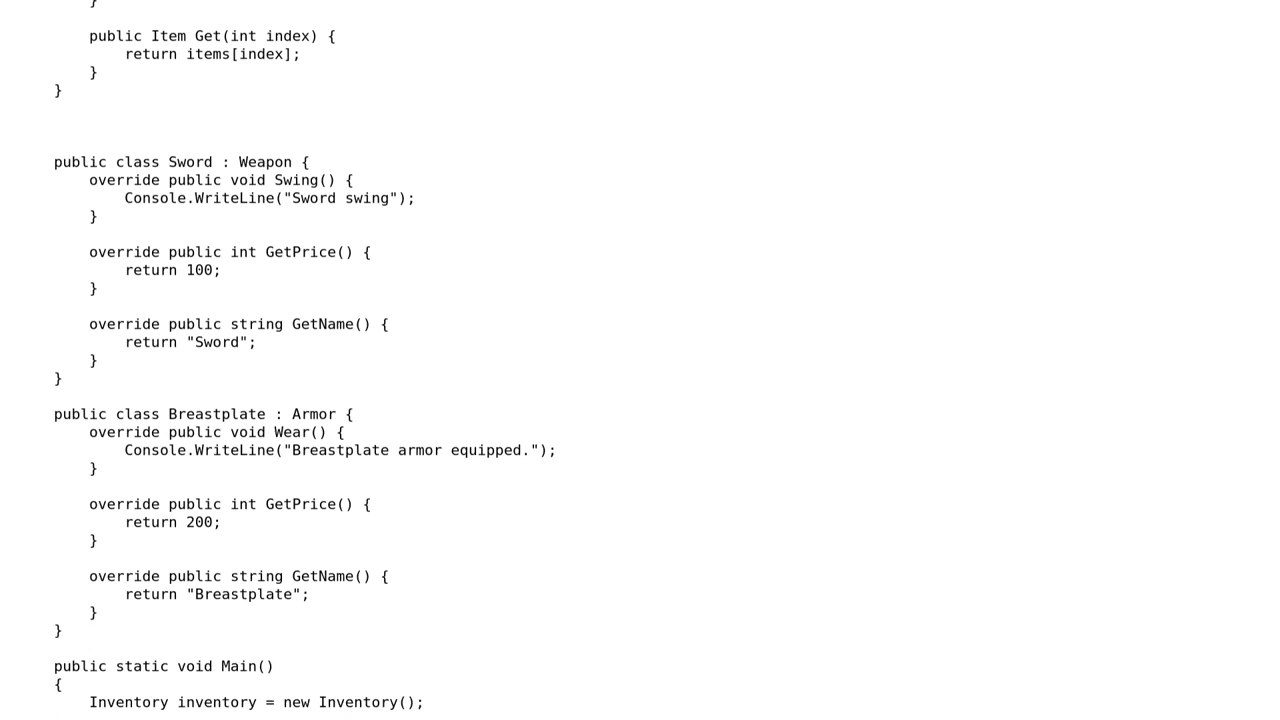 }
public Item Get(int index) {
return items[index];
}
}
public class Sword : Weapon {
override public void Swing() {
Console.WriteLine("Sword swing");
}
override public int GetPrice() {
return 100;
}
override public string GetName() {
return "Sword";
}
}
public class Breastplate : Armor {
override public void Wear() {
Console.WriteLine("Breastplate armor equipped.");
}
override public int GetPrice() {
return 200;
}
override public string GetName() {
return "Breastplate";
}
}
public static void Main()
{
Inventory inventory = new Inventory();